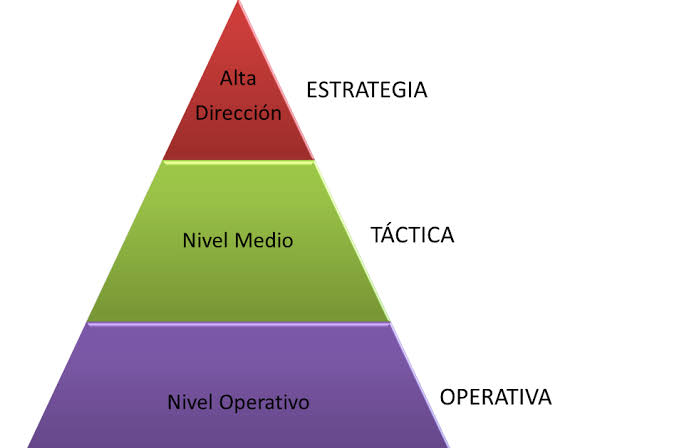 Alta
Dirección
ESTRATEGIA
Nivel Medio
TÁCTICA
Nivel Operativo
OPERATIVA